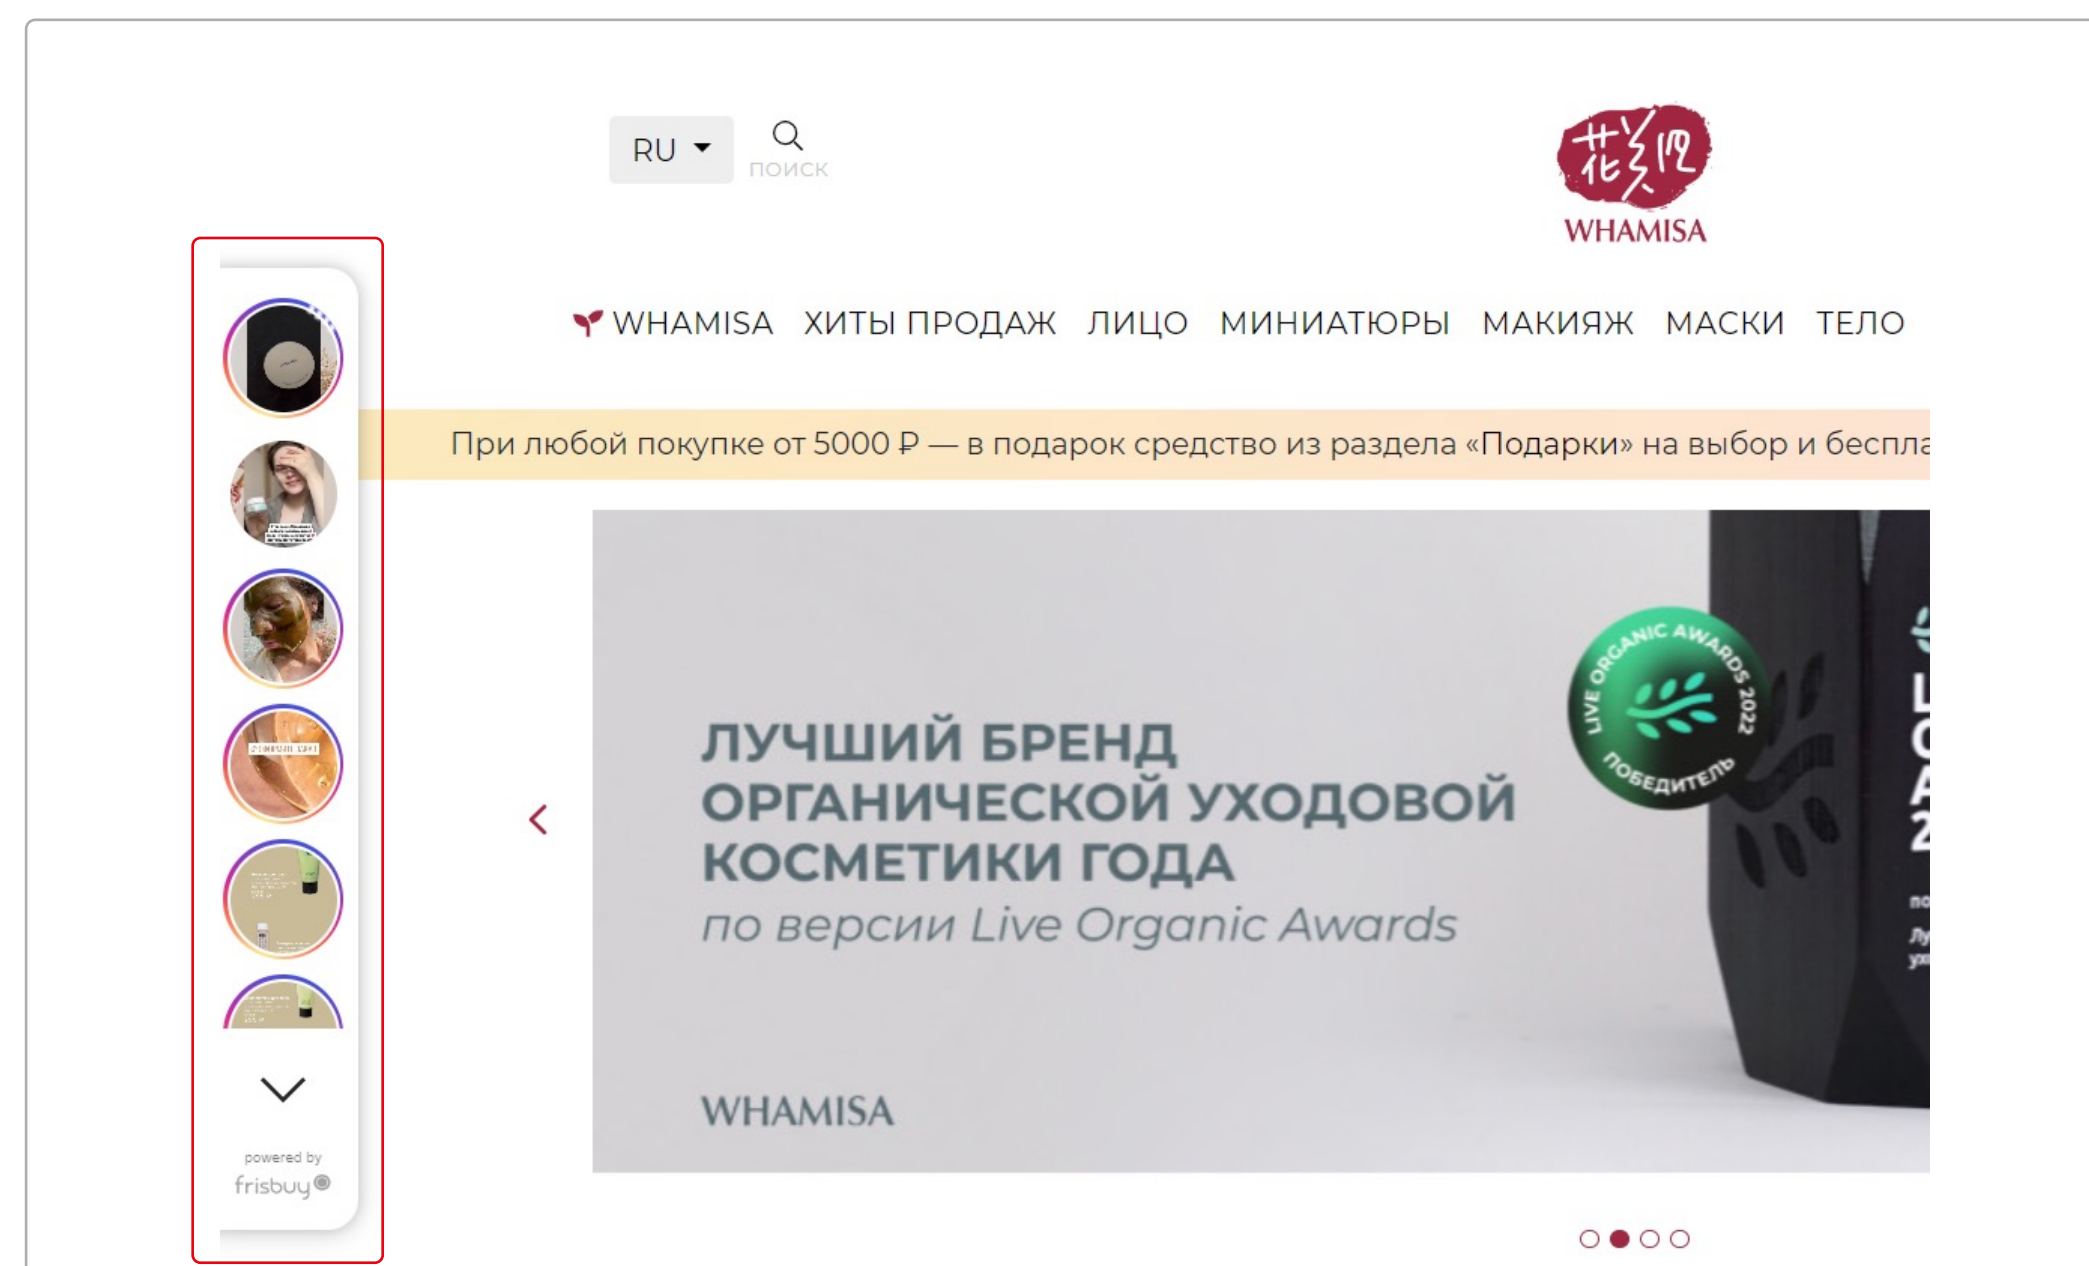 RU
ПОИСК
WHAMISA
WHAMISA ХИТЫ ПРОДАЖ ЛИЦО МИНИАТЮРЫ МАКИЯЖ МАСКИ ТЕЛО
При любой покупке от 5000 ₽ — в подарок средство из раздела «Подарки» на выбор и беспла
LIVE ORGANIC AWARDS 2022
ПОБЕДИТЕЛЬ
ЛУЧШИЙ БРЕНД
ОРГАНИЧЕСКОЙ УХОДОВОЙ
КОСМЕТИКИ ГОДА
по версии Live Organic Awards
WHAMISA
powered by
frisbuy